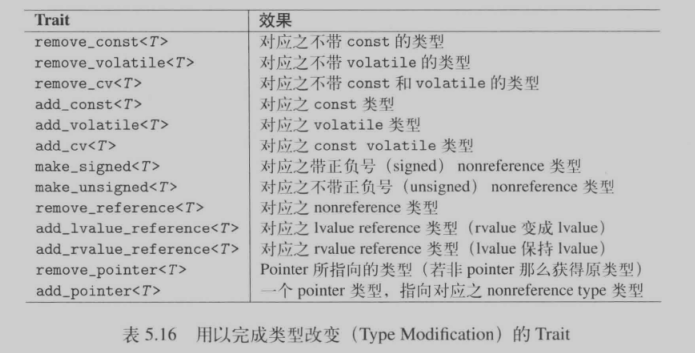 Trait 效果
remove_const<T> 对应之不带 const 的类型
remove_volatile<T> 对应之不带 volatile 的类型
remove_cv<T> 对应之不带 const 和 volatile 的类型
add_const<T> 对应之 const 类型
add_volatile<T> 对应之 volatile 类型
add_cv<T> 对应之 const volatile 类型
make_signed<T> 对应之带正负号（signed）nonreference 类型
make_unsigned<T> 对应之不带正负号（unsigned）nonreference 类型
remove_reference<T> 对应之 nonreference 类型
add_lvalue_reference<T> 对应之 lvalue reference 类型（rvalue 变成 lvalue）
add_rvalue_reference<T> 对应之 rvalue reference 类型（lvalue 保持 lvalue）
remove_pointer<T> Pointer 所指向的类型（若非 pointer 那么获得原类型）
add_pointer<T> 一个 pointer 类型，指向对应之 nonreference type 类型
表 5.16 用以完成类型改变（Type Modification）的 Trait